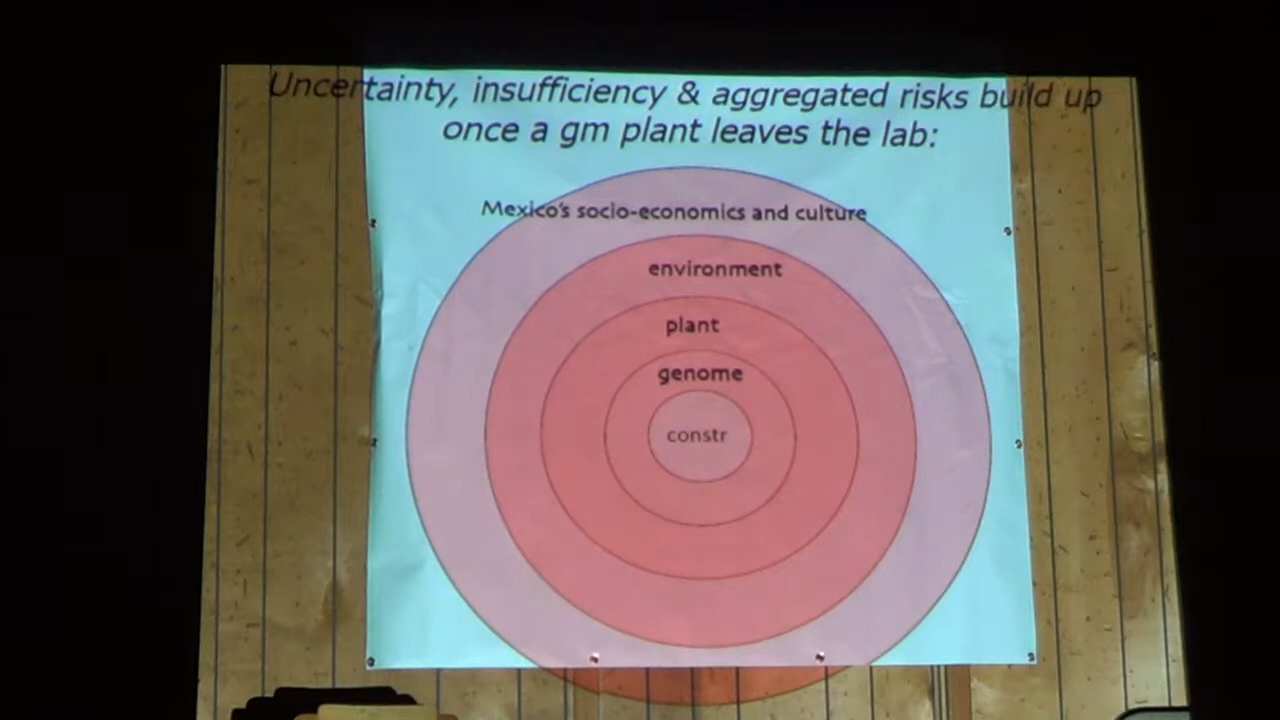 Uncertainty, insufficiency & aggregated risks build up
once a gm plant leaves the lab:
Mexico's socio-economics and culture
environment
plant
genome
constr